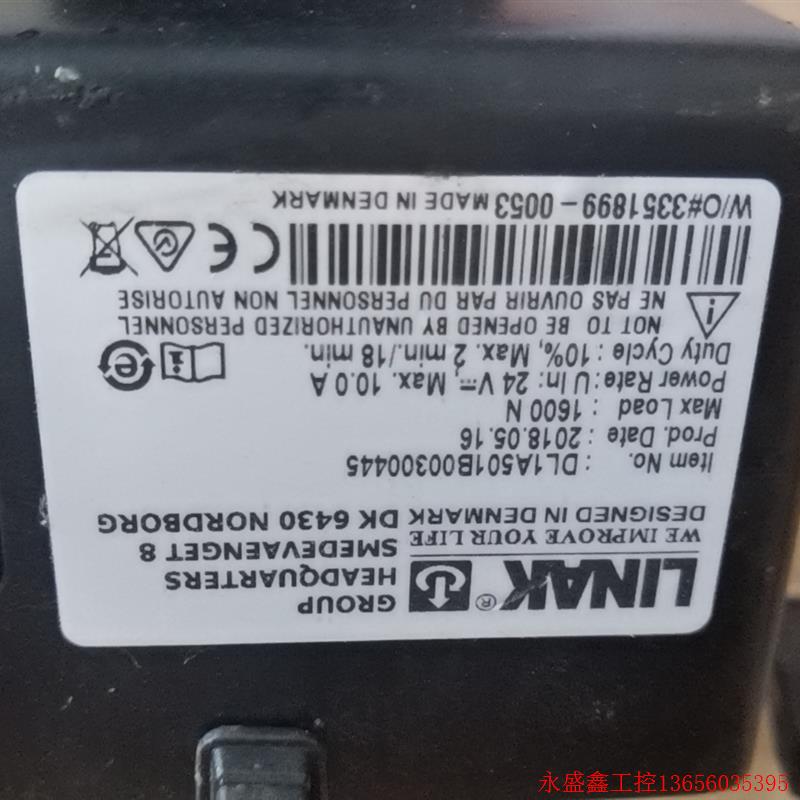 LINAK®
WE IMPROVE YOUR LIFE
GROUP
HEADQUARTERS
SMEDEVAENGET 8
DESIGNED IN DENMARK DK 6430 NORDBORG
Item No. : DL1A501B00300445
Prod. Date : 2018.05.16
Max Load : 1600 N
Power Rate: U In: 24 V⎓, Max. 10.0 A
Duty Cycle : 10%, Max. 2 min./18 min.
NOT TO BE OPENED BY UNAUTHORIZED PERSONNEL
NE PAS OUVRIR PAR DU PERSONNEL NON AUTORISE
CE
W/O#3351899-0053 MADE IN DENMARK
永盛鑫工控13656035395